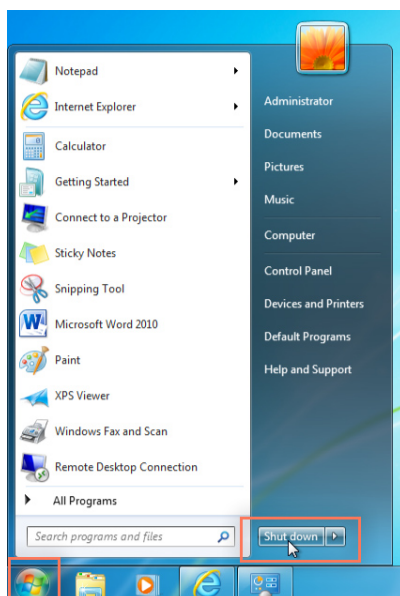 Notepad
Internet Explorer
Calculator
Getting Started
Connect to a Projector
Sticky Notes
Snipping Tool
Microsoft Word 2010
Paint
XPS Viewer
Windows Fax and Scan
Remote Desktop Connection
All Programs
Search programs and files
Administrator
Documents
Pictures
Music
Computer
Control Panel
Devices and Printers
Default Programs
Help and Support
Shut down